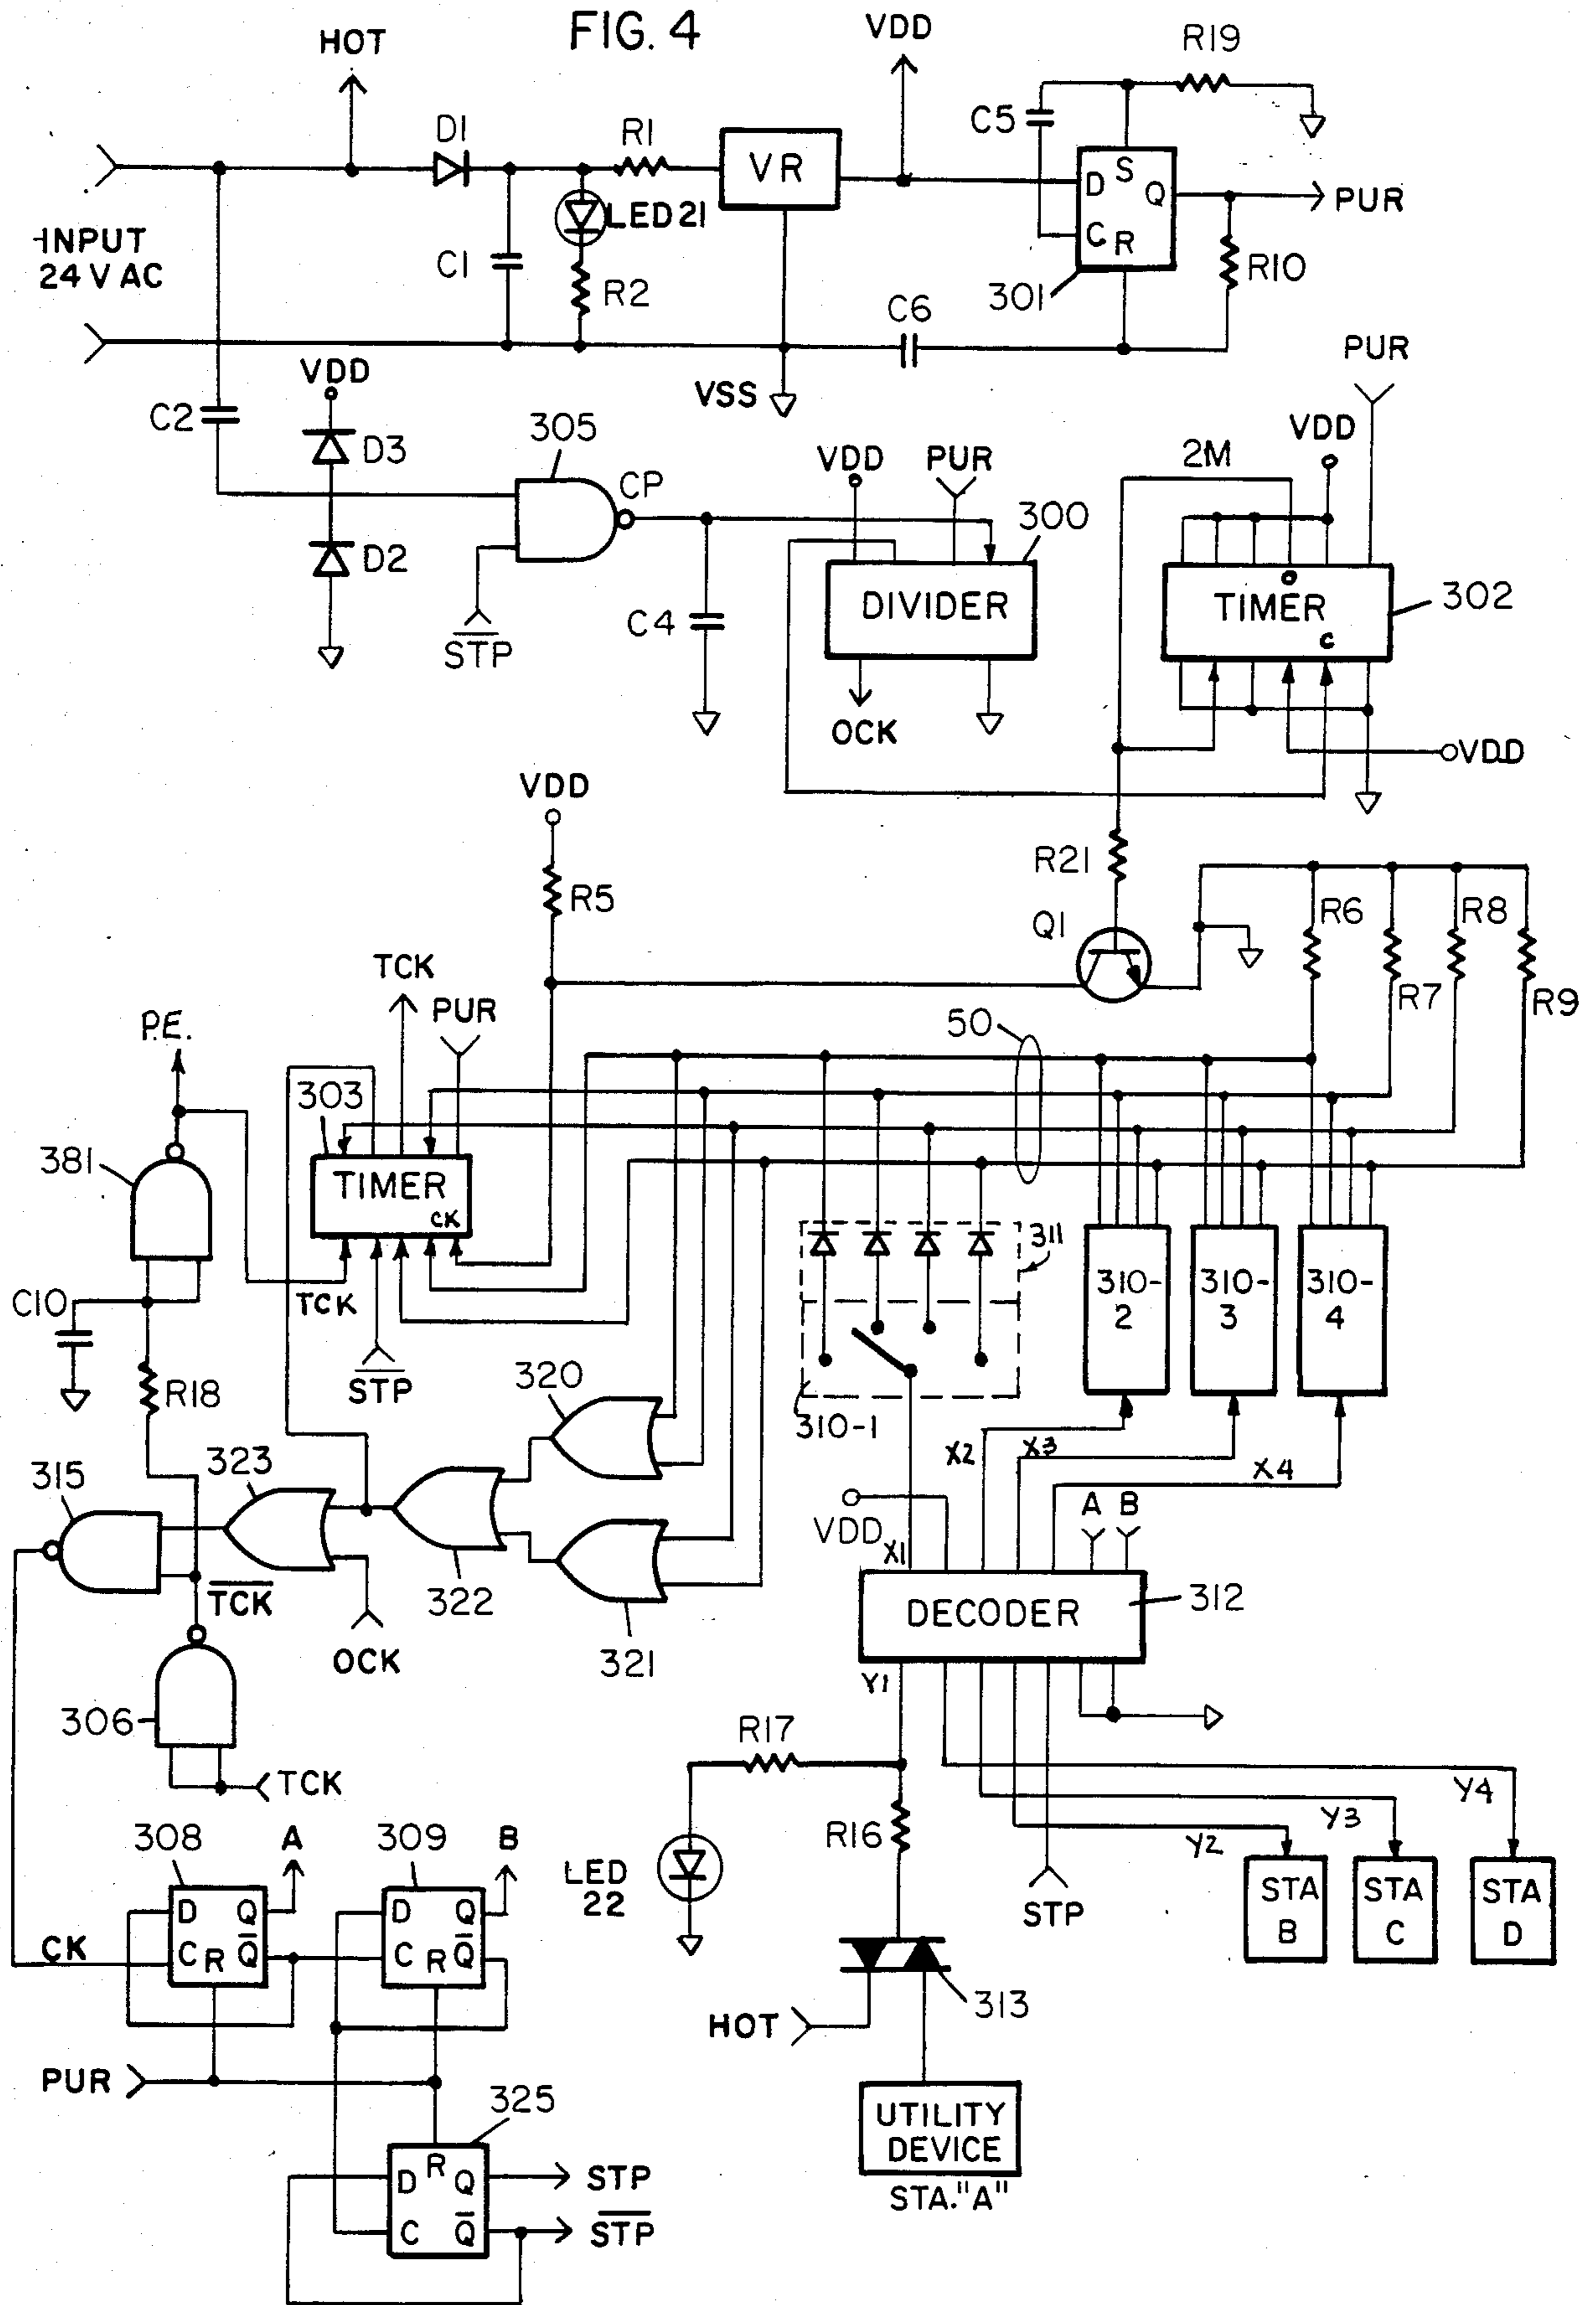 FIG. 4
HOT
VDD
R19
D1
R1
VR
C5
D S Q
C R
PUR
INPUT
24 V AC
LED 21
C1
R2
301
R10
C6
VSS
PUR
VDD
C2
D3
305
CP
VDD
PUR
300
2M
VDD
D2
STP
C4
DIVIDER
OCK
TIMER
C
302
VDD
VDD
R5
R21
Q1
R6
R7
R8
R9
P.E.
TCK
PUR
50
303
381
TIMER
CK
TCK
STP
C10
R18
311
310-1
310-2
310-3
310-4
320
X2
X3
X4
315
323
322
321
VDD
X1
A
B
TCK
OCK
DECODER
312
306
TCK
Y1
R17
R16
Y4
Y3
Y2
308
A
309
B
LED
22
STP
STA
B
STA
C
STA
D
D Q
C R Q
D Q
C R Q
CK
HOT
313
PUR
325
D R Q
C Q
STP
STP
UTILITY
DEVICE
STA."A"